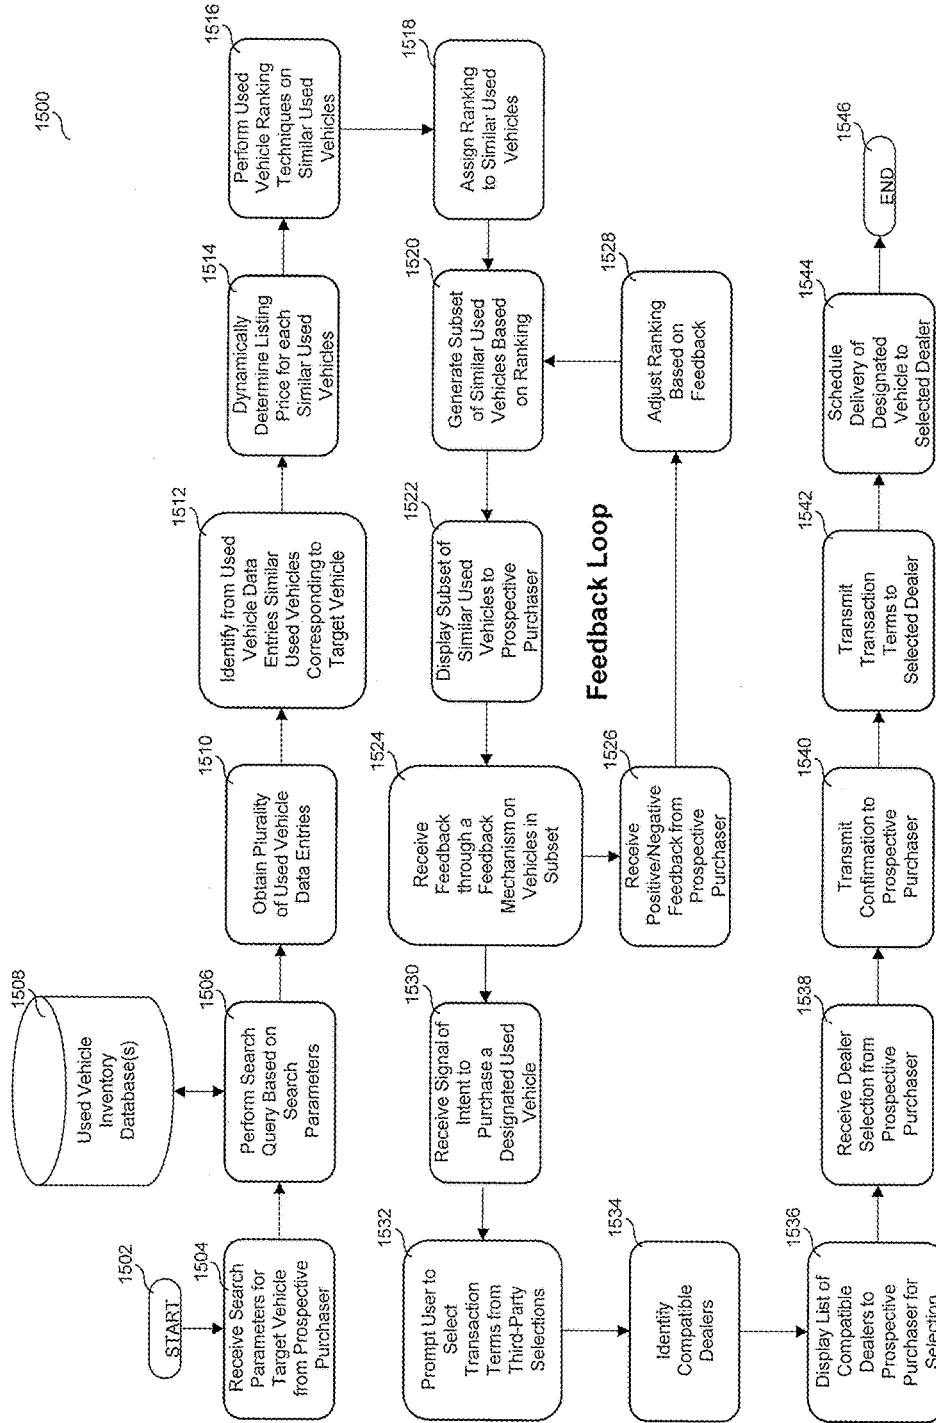 1500
1502
START
1504
Receive Search
Parameters for
Target Vehicle
from Prospective
Purchaser
1508
Used Vehicle
Inventory
Database(s)
1506
Perform Search
Query Based on
Search
Parameters
1510
Obtain Plurality
of Used Vehicle
Data Entries
1512
Identify from Used
Vehicle Data
Entries Similar
Used Vehicles
Corresponding to
Target Vehicle
1514
Dynamically
Determine Listing
Price for each
Similar Used
Vehicles
1516
Perform Used
Vehicle Ranking
Techniques on
Similar Used
Vehicles
1518
Assign Ranking
to Similar Used
Vehicles
1520
Generate Subset
of Similar Used
Vehicles Based
on Ranking
1522
Display Subset of
Similar Used
Vehicles to
Prospective
Purchaser
1524
Receive
Feedback
through a
Feedback
Mechanism on
Vehicles in
Subset
1526
Receive
Positive/Negative
Feedback from
Prospective
Purchaser
Feedback Loop
1528
Adjust Ranking
Based on
Feedback
1530
Receive Signal of
Intent to
Purchase a
Designated Used
Vehicle
1532
Prompt User to
Select
Transaction
Terms from
Third-Party
Selections
1534
Identity
Compatible
Dealers
1536
Display List of
Compatible
Dealers to
Prospective
Purchaser for
Selection
1538
Receive Dealer
Selection from
Prospective
Purchaser
1540
Transmit
Confirmation to
Prospective
Purchaser
1542
Transmit
Transaction
Terms to
Selected Dealer
1544
Schedule
Delivery of
Designated
Vehicle to
Selected Dealer
1546
END